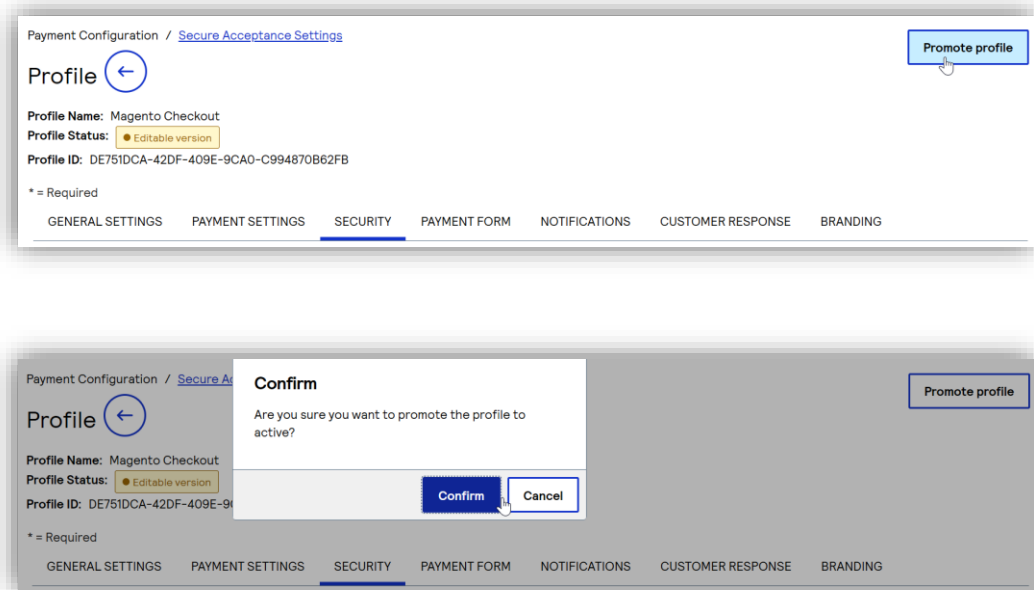 Payment Configuration / Secure Acceptance Settings
Promote profile
Profile
Profile Name: Magento Checkout
Profile Status: Editable version
Profile ID: DE751DCA-42DF-409E-9CA0-C994870B62FB
* = Required
GENERAL SETTINGS PAYMENT SETTINGS SECURITY PAYMENT FORM NOTIFICATIONS CUSTOMER RESPONSE BRANDING
Payment Configuration / Secure A
Promote profile
Profile
Confirm
Are you sure you want to promote the profile to
active?
Profile Name: Magento Checkout
Profile Status: Editable version
Profile ID: DE751DCA-42DF-409E-9
Confirm Cancel
* = Required
GENERAL SETTINGS PAYMENT SETTINGS SECURITY PAYMENT FORM NOTIFICATIONS CUSTOMER RESPONSE BRANDING